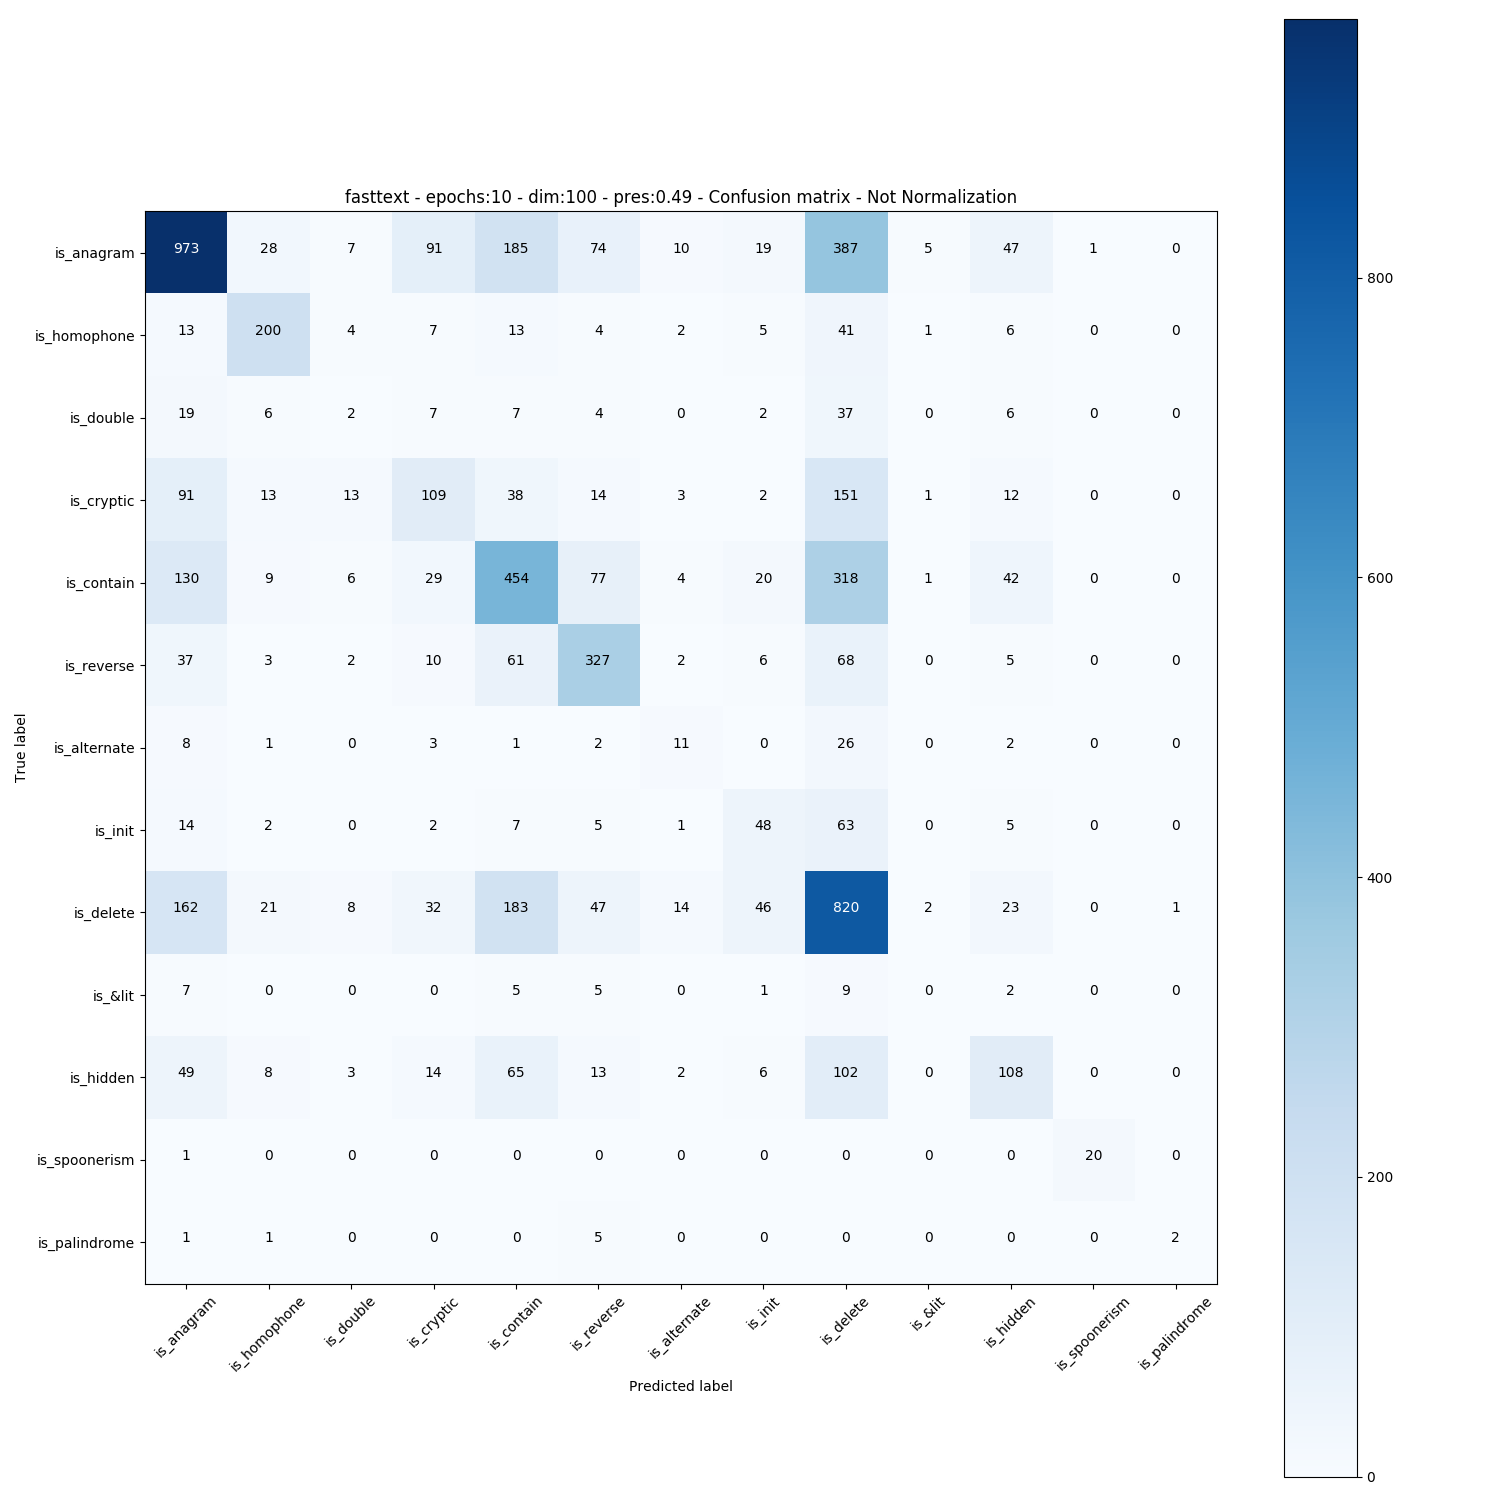 fasttext - epochs:10 - dim:100 - pres:0.49 - Confusion matrix - Not Normalization
is_anagram 973 28 7 91 185 74 10 19 387 5 47 1 0
is_homophone 13 200 4 7 13 4 2 5 41 1 6 0 0
is_double 19 6 2 7 7 4 0 2 37 0 6 0 0
is_cryptic 91 13 13 109 38 14 3 2 151 1 12 0 0
is_contain 130 9 6 29 454 77 4 20 318 1 42 0 0
is_reverse 37 3 2 10 61 327 2 6 68 0 5 0 0
is_alternate 8 1 0 3 1 2 11 0 26 0 2 0 0
is_init 14 2 0 2 7 5 1 48 63 0 5 0 0
is_delete 162 21 8 32 183 47 14 46 820 2 23 0 1
is_&lit 7 0 0 0 5 5 0 1 9 0 2 0 0
is_hidden 49 8 3 14 65 13 2 6 102 0 108 0 0
is_spoonerism 1 0 0 0 0 0 0 0 0 0 0 20 0
is_palindrome 1 1 0 0 0 5 0 0 0 0 0 0 2
True label
is_anagram is_homophone is_double is_cryptic is_contain is_reverse is_alternate is_init is_delete is_&lit is_hidden is_spoonerism is_palindrome
Predicted label
800
600
400
200
0